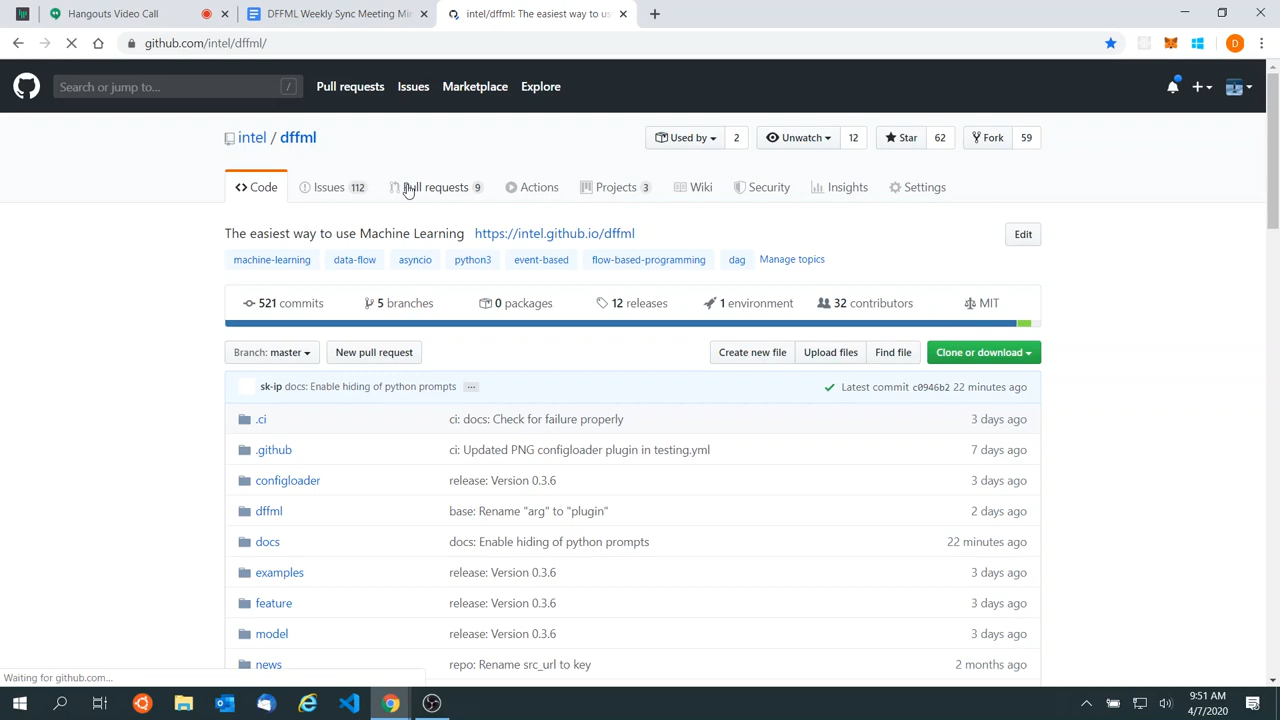 Hangouts Video Call
DFFML Weekly Sync Meeting Mi
intel/dffml: The easiest way to us
github.com/intel/dffml/
D
Search or jump to...
/
Pull requests
Issues
Marketplace
Explore
intel / dffml
Used by 2
Unwatch 12
Star 62
Fork 59
Code
Issues 112
Pull requests 9
Actions
Projects 3
Wiki
Security
Insights
Settings
The easiest way to use Machine Learning https://intel.github.io/dffml
Edit
machine-learning data-flow asyncio python3 event-based flow-based-programming dag Manage topics
521 commits
5 branches
0 packages
12 releases
1 environment
32 contributors
MIT
Branch: master
New pull request
Create new file
Upload files
Find file
Clone or download
sk-ip docs: Enable hiding of python prompts ...
Latest commit c0946b2 22 minutes ago
.ci ci: docs: Check for failure properly 3 days ago
.github ci: Updated PNG configloader plugin in testing.yml 7 days ago
configloader release: Version 0.3.6 3 days ago
dffml base: Rename "arg" to "plugin" 2 days ago
docs docs: Enable hiding of python prompts 22 minutes ago
examples release: Version 0.3.6 3 days ago
feature release: Version 0.3.6 3 days ago
model release: Version 0.3.6 3 days ago
news repo: Rename src_url to key 2 months ago
Waiting for github.com...
9:51 AM
4/7/2020